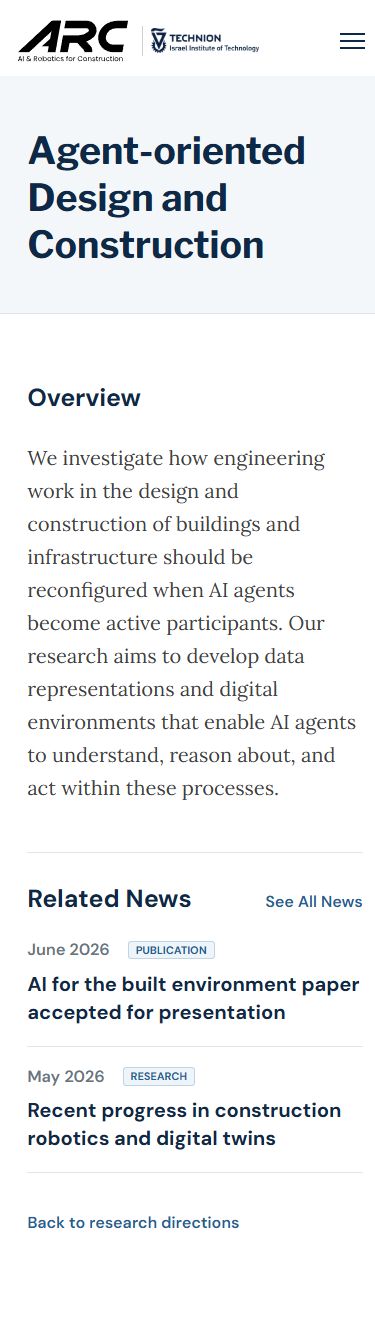 ARC
AI & Robotics for Construction
TECHNION
Israel Institute of Technology
Agent-oriented
Design and
Construction
Overview
We investigate how engineering
work in the design and
construction of buildings and
infrastructure should be
reconfigured when AI agents
become active participants. Our
research aims to develop data
representations and digital
environments that enable AI agents
to understand, reason about, and
act within these processes.
Related News
See All News
June 2026 PUBLICATION
AI for the built environment paper
accepted for presentation
May 2026 RESEARCH
Recent progress in construction
robotics and digital twins
Back to research directions